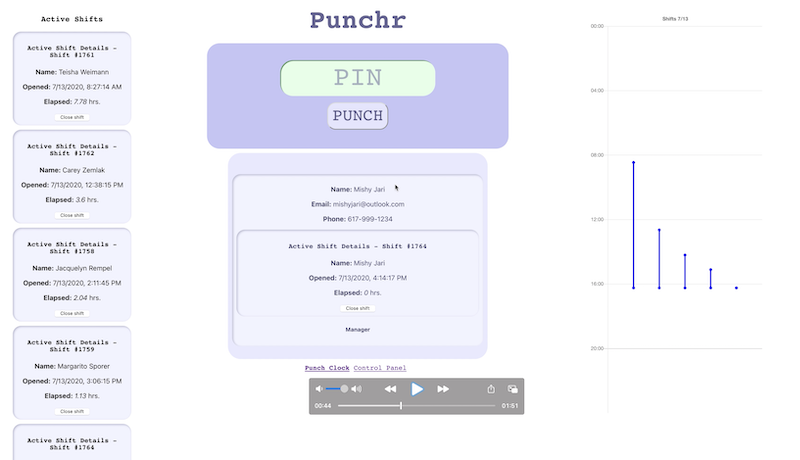 Active Shifts
Active Shift Details -
Shift #1761
Name: Teisha Weimann
Opened: 7/13/2020, 8:27:14 AM
Elapsed: 7.78 hrs.
Close shift
Active Shift Details -
Shift #1762
Name: Carey Zemlak
Opened: 7/13/2020, 12:38:15 PM
Elapsed: 3.6 hrs.
Close shift
Active Shift Details -
Shift #1758
Name: Jacquelyn Rempel
Opened: 7/13/2020, 2:11:45 PM
Elapsed: 2.04 hrs.
Close shift
Active Shift Details -
Shift #1759
Name: Margarito Sporer
Opened: 7/13/2020, 3:06:15 PM
Elapsed: 1.13 hrs.
Close shift
Active Shift Details -
Shift #1764
Punchr
PIN
PUNCH
Name: Mishy Jari
Email: mishyjari@outlook.com
Phone: 617-999-1234
Active Shift Details - Shift #1764
Name: Mishy Jari
Opened: 7/13/2020, 4:14:17 PM
Elapsed: 0 hrs.
Close shift
Manager
Punch Clock Control Panel
00:44
01:51
Shifts 7/13
00:00
04:00
08:00
12:00
16:00
20:00